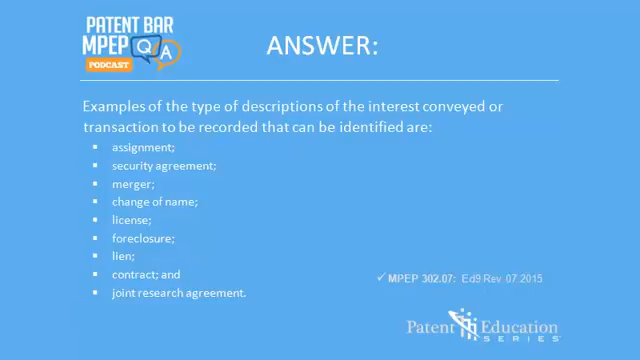 PATENT BAR
MPEP Q A
PODCAST
ANSWER:
Examples of the type of descriptions of the interest conveyed or
transaction to be recorded that can be identified are:
▪ assignment;
▪ security agreement;
▪ merger;
▪ change of name;
▪ license;
▪ foreclosure;
▪ lien;
▪ contract; and
▪ joint research agreement.
✓ MPEP 302.07: Ed9 Rev 07.2015
Patent Education
SERIES